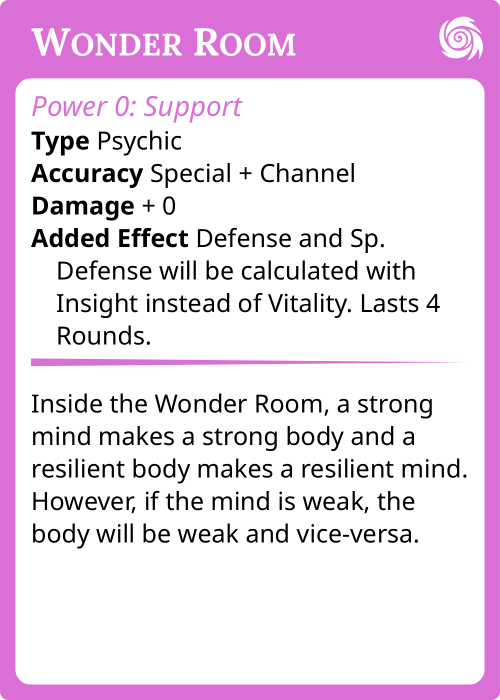 Wonder Room
Power 0: Support
Type Psychic
Accuracy Special + Channel
Damage + 0
Added Effect Defense and Sp.
Defense will be calculated with
Insight instead of Vitality. Lasts 4
Rounds.
Inside the Wonder Room, a strong
mind makes a strong body and a
resilient body makes a resilient mind.
However, if the mind is weak, the
body will be weak and vice-versa.